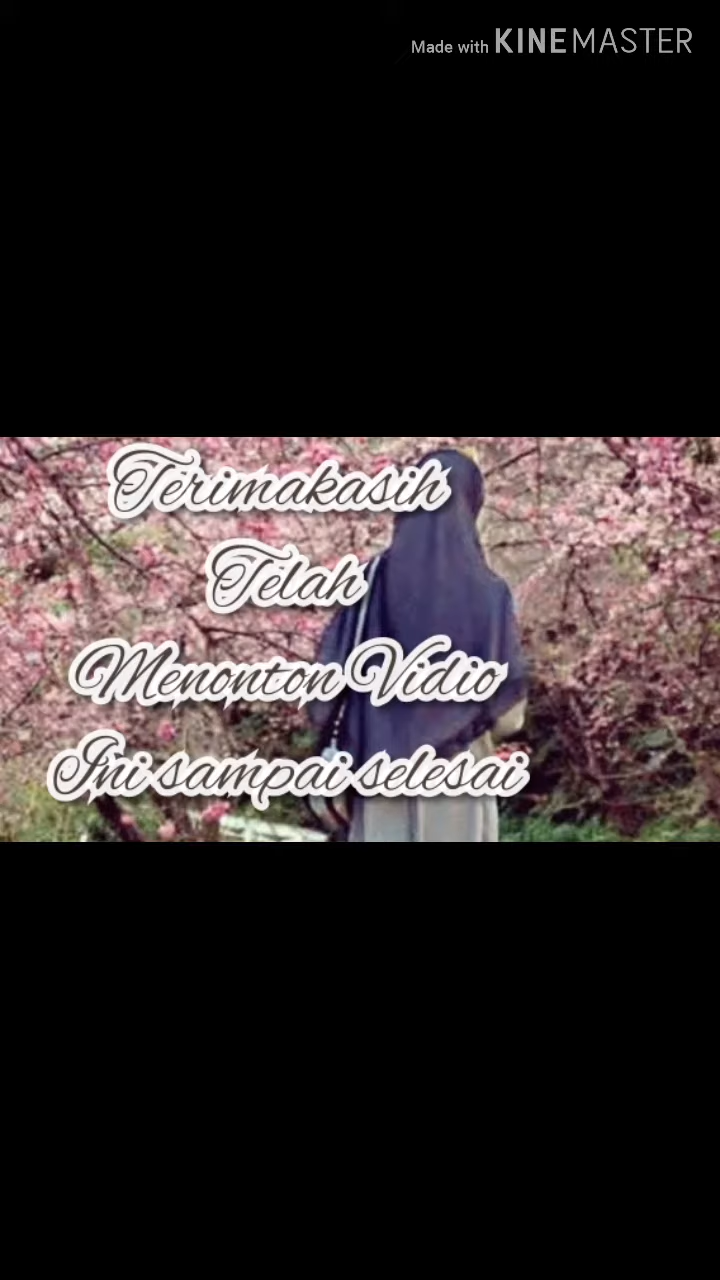 Made with KINEMASTER
Terimakasih
Telah
Menonton Vidio
Ini sampai selesai